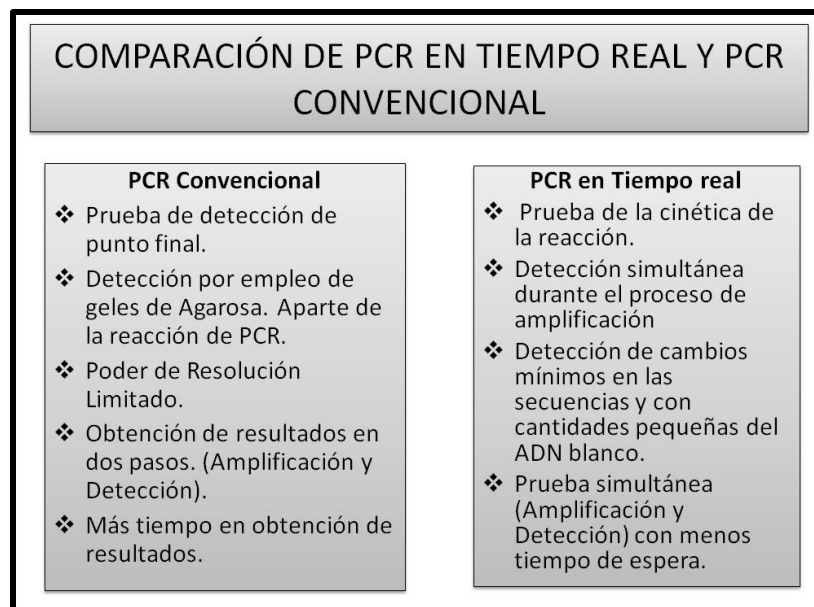 COMPARACIÓN DE PCR EN TIEMPO REAL Y PCR
CONVENCIONAL
PCR Convencional
❖ Prueba de detección de
punto final.
❖ Detección por empleo de
geles de Agarosa. Aparte de
la reacción de PCR.
❖ Poder de Resolución
Limitado.
❖ Obtención de resultados en
dos pasos. (Amplificación y
Detección).
❖ Más tiempo en obtención de
resultados.
PCR en Tiempo real
❖ Prueba de la cinética de
la reacción.
❖ Detección simultánea
durante el proceso de
amplificación
❖ Detección de cambios
mínimos en las
secuencias y con
cantidades pequeñas del
ADN blanco.
❖ Prueba simultánea
(Amplificación y
Detección) con menos
tiempo de espera.